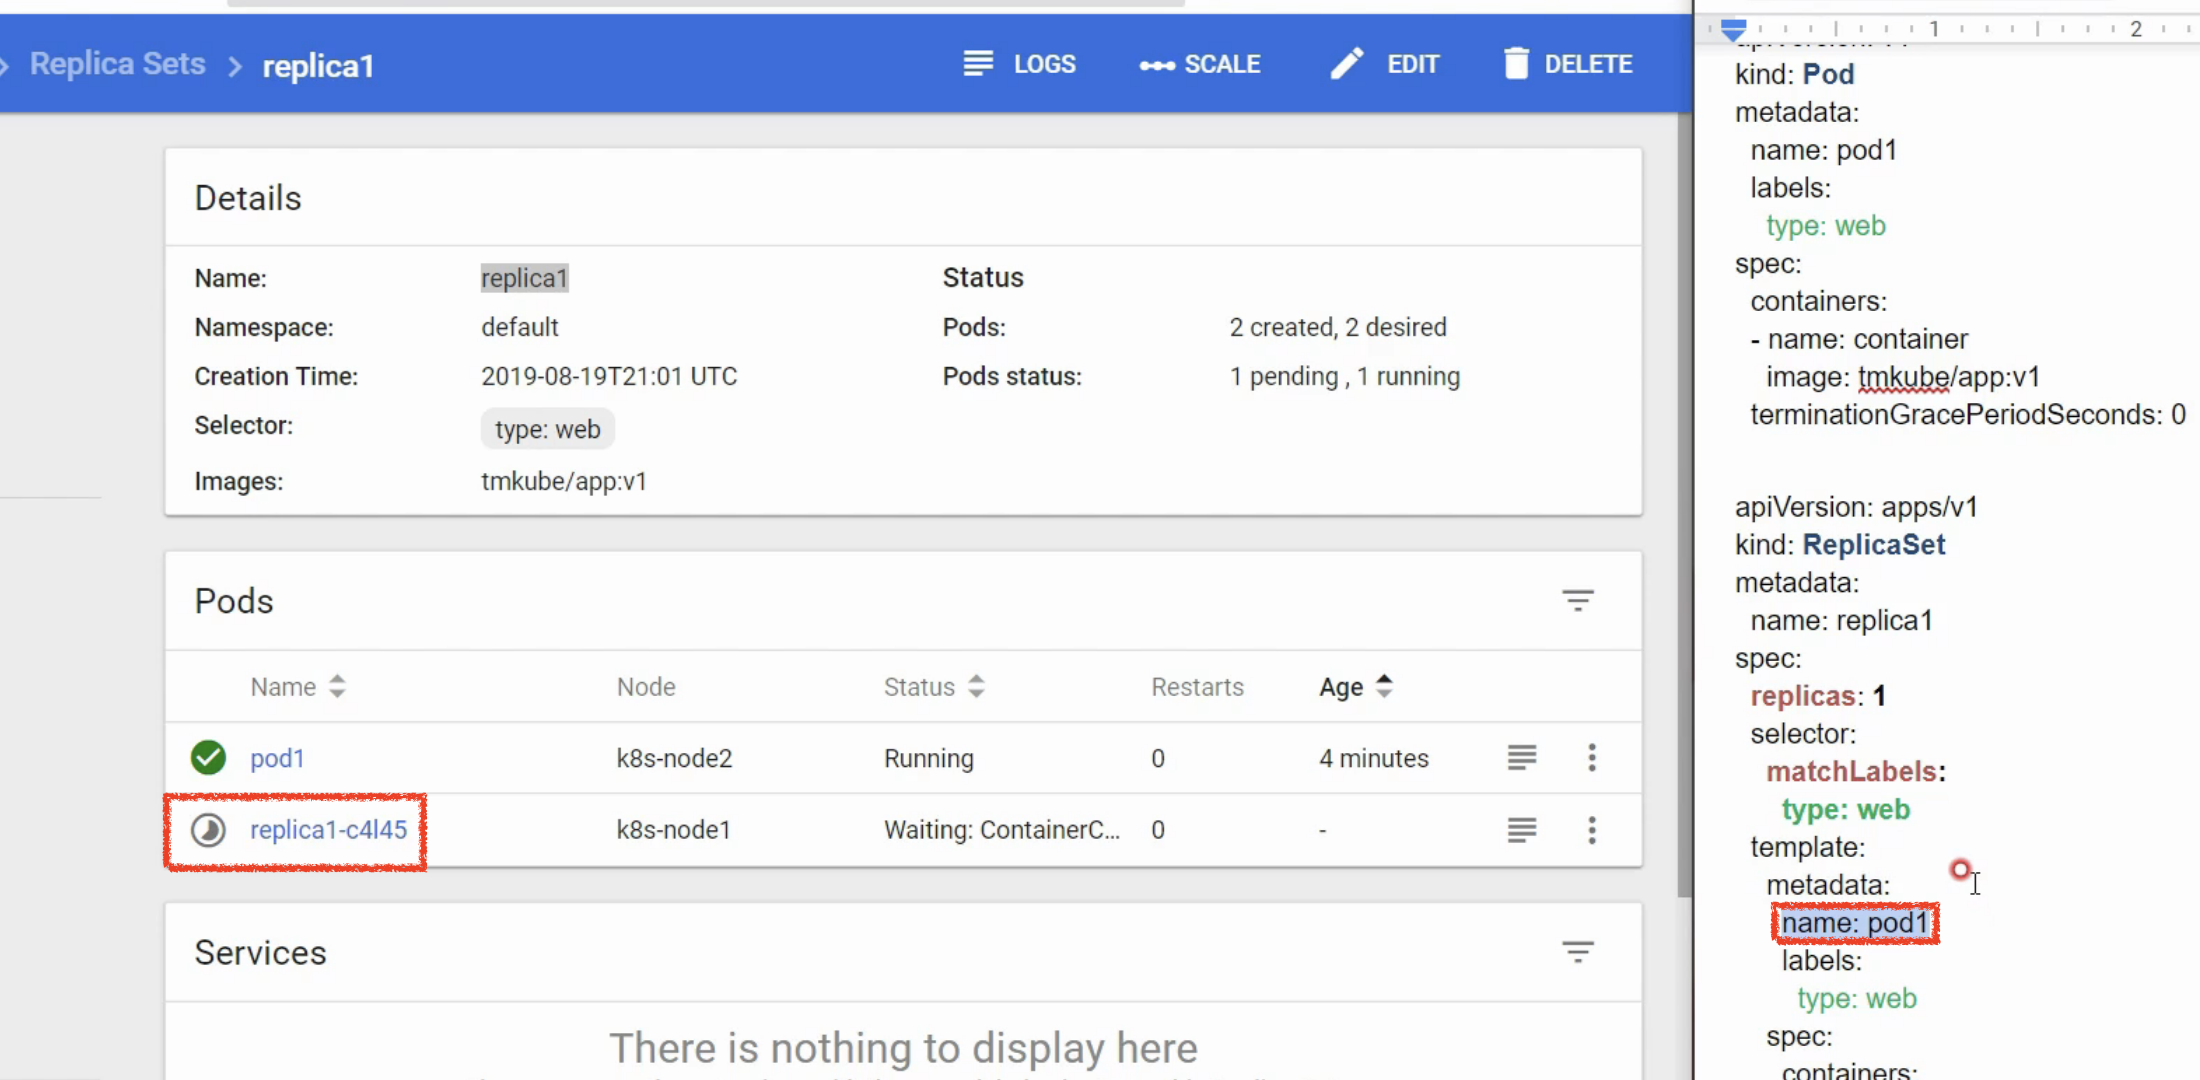 Replica Sets > replica1
LOGS
SCALE
EDIT
DELETE
Details
Name: replica1
Namespace: default
Creation Time: 2019-08-19T21:01 UTC
Selector: type: web
Images: tmkube/app:v1
Status
Pods: 2 created, 2 desired
Pods status: 1 pending , 1 running
Pods
Name Node Status Restarts Age
pod1 k8s-node2 Running 0 4 minutes
replica1-c4l45 k8s-node1 Waiting: ContainerC... 0 -
Services
There is nothing to display here
1 2
kind: Pod
metadata:
name: pod1
labels:
type: web
spec:
containers:
- name: container
image: tmkube/app:v1
terminationGracePeriodSeconds: 0
apiVersion: apps/v1
kind: ReplicaSet
metadata:
name: replica1
spec:
replicas: 1
selector:
matchLabels:
type: web
template:
metadata:
name: pod1
labels:
type: web
spec:
containers: